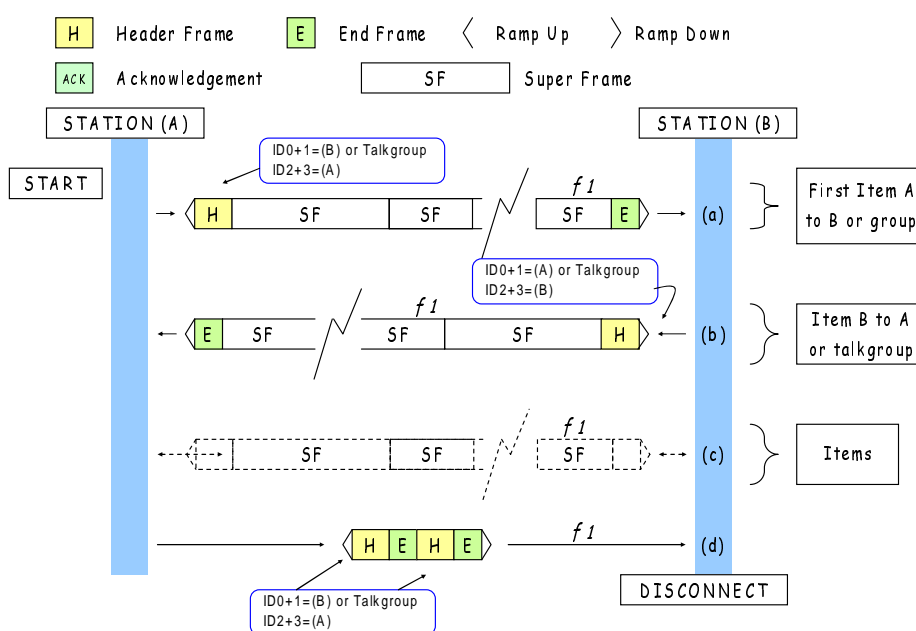 H Header Frame E End Frame Ramp Up Ramp Down
ACK Acknowledgement SF Super Frame
STATION (A) STATION (B)
START
ID0+1=(B) or Talkgroup
ID2+3=(A)
f1
H SF SF SF E (a)
First Item A
to B or group
ID0+1=(A) or Talkgroup
ID2+3=(B)
f1
E SF SF SF H (b)
Item B to A
or talkgroup
f1
SF SF SF (c)
Items
f1
H E H E (d)
DISCONNECT
ID0+1=(B) or Talkgroup
ID2+3=(A)